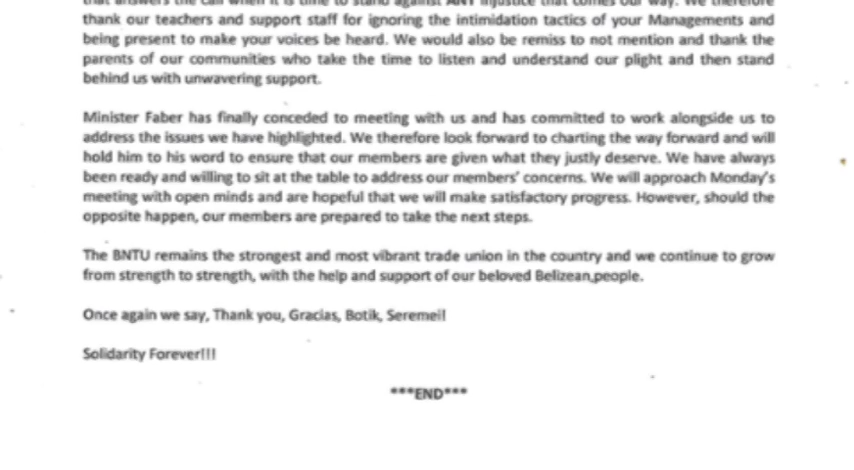 that answers the call when it is time to stand against ANY injustice that comes our way. We therefore
thank our teachers and support staff for ignoring the intimidation tactics of your Managements and
being present to make your voices be heard. We would also be remiss to not mention and thank the
parents of our communities who take the time to listen and understand our plight and then stand
behind us with unwavering support.
Minister Faber has finally conceded to meeting with us and has committed to work alongside us to
address the issues we have highlighted. We therefore look forward to charting the way forward and will
hold him to his word to ensure that our members are given what they justly deserve. We have always
been ready and willing to sit at the table to address our members' concerns. We will approach Monday's
meeting with open minds and are hopeful that we will make satisfactory progress. However, should the
opposite happen, our members are prepared to take the next steps.
The BNTU remains the strongest and most vibrant trade union in the country and we continue to grow
from strength to strength, with the help and support of our beloved Belizean people.
Once again we say, Thank you, Gracias, Botik, Seremei!
Solidarity Forever!!!
***END***